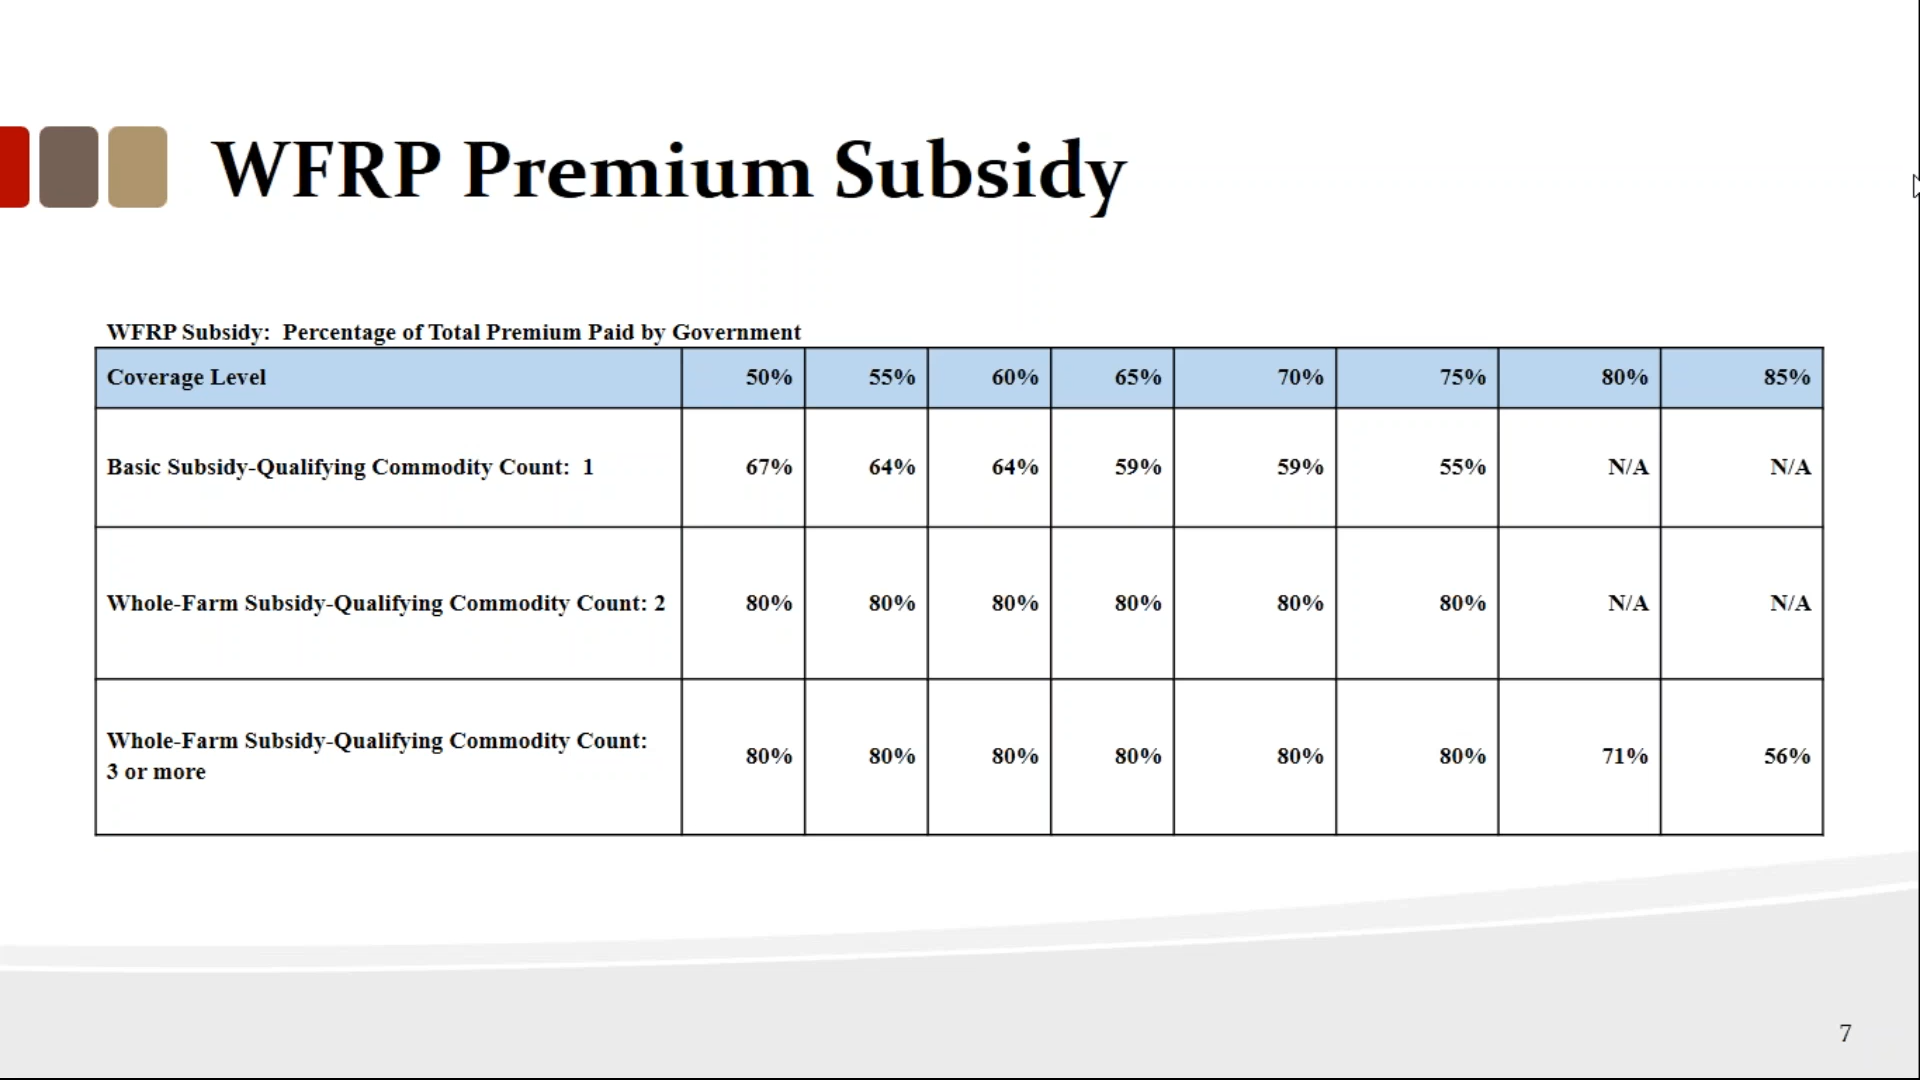 WFRP Premium Subsidy
WFRP Subsidy:  Percentage of Total Premium Paid by Government
Coverage Level 50% 55% 60% 65% 70% 75% 80% 85%
Basic Subsidy-Qualifying Commodity Count:  1 67% 64% 64% 59% 59% 55% N/A N/A
Whole-Farm Subsidy-Qualifying Commodity Count: 2 80% 80% 80% 80% 80% 80% N/A N/A
Whole-Farm Subsidy-Qualifying Commodity Count:
3 or more 80% 80% 80% 80% 80% 80% 71% 56%
7